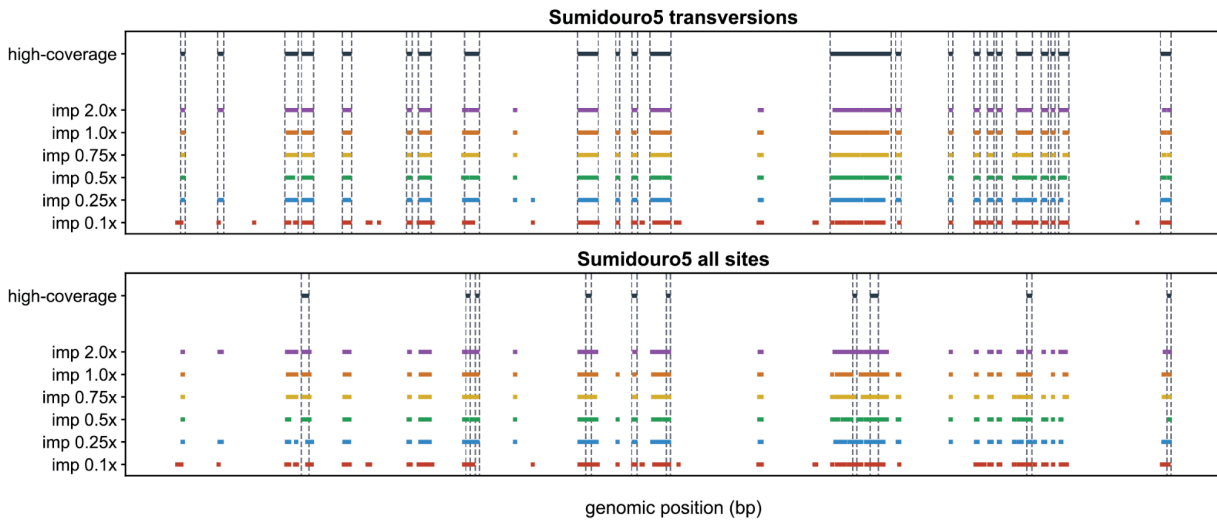 Sumidouro5 transversions
high-coverage
imp 2.0x
imp 1.0x
imp 0.75x
imp 0.5x
imp 0.25x
imp 0.1x
Sumidouro5 all sites
high-coverage
imp 2.0x
imp 1.0x
imp 0.75x
imp 0.5x
imp 0.25x
imp 0.1x
genomic position (bp)